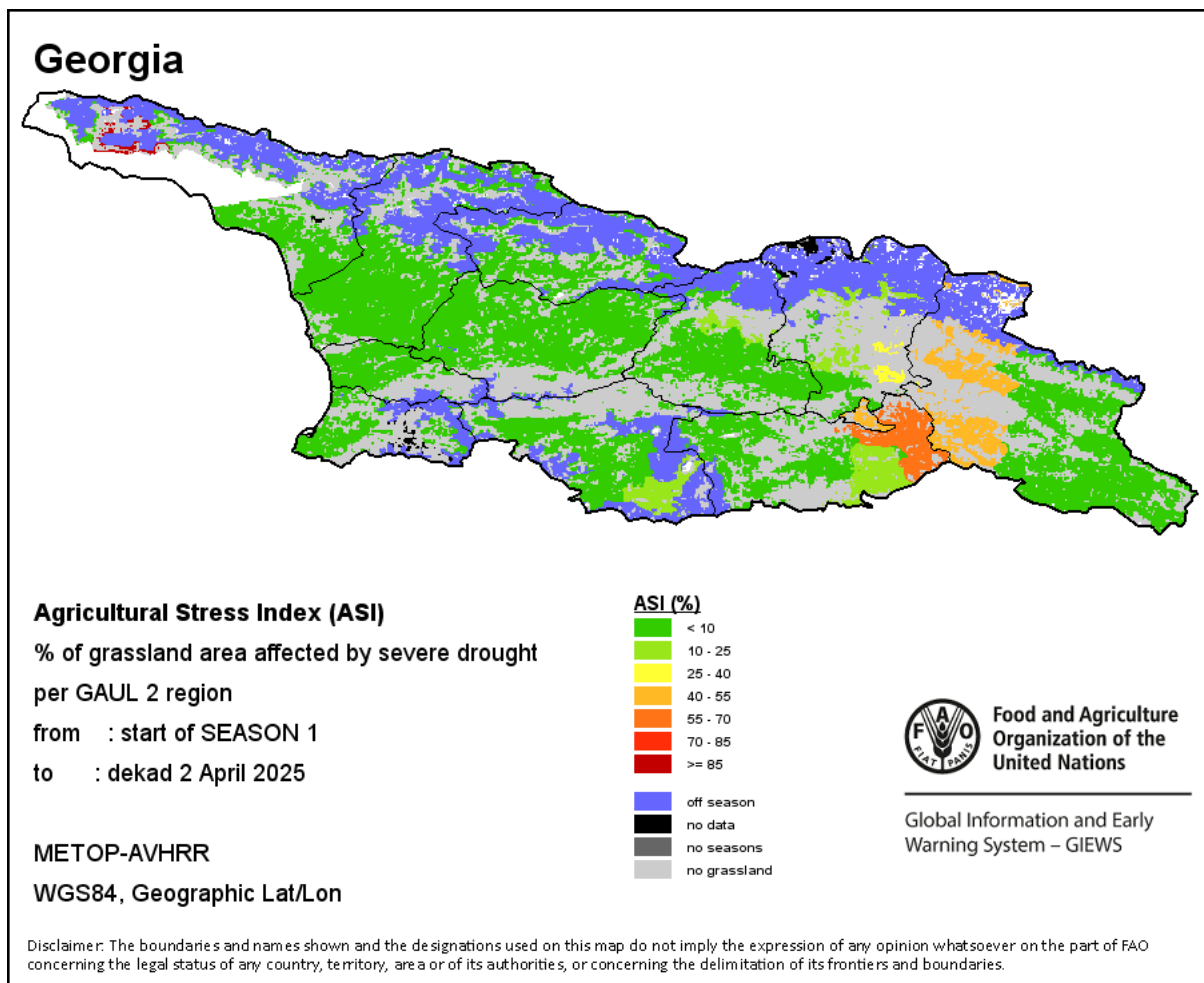 Georgia
Agricultural Stress Index (ASI)
% of grassland area affected by severe drought
per GAUL 2 region
from : start of SEASON 1
to : dekad 2 April 2025
METOP-AVHRR
WGS84, Geographic Lat/Lon
ASI (%)
< 10
10 - 25
25 - 40
40 - 55
55 - 70
70 - 85
>= 85
off season
no data
no seasons
no grassland
F A O
FIAT PANIS
Food and Agriculture
Organization of the
United Nations
Global Information and Early
Warning System – GIEWS
Disclaimer: The boundaries and names shown and the designations used on this map do not imply the expression of any opinion whatsoever on the part of FAO
concerning the legal status of any country, territory, area or of its authorities, or concerning the delimitation of its frontiers and boundaries.